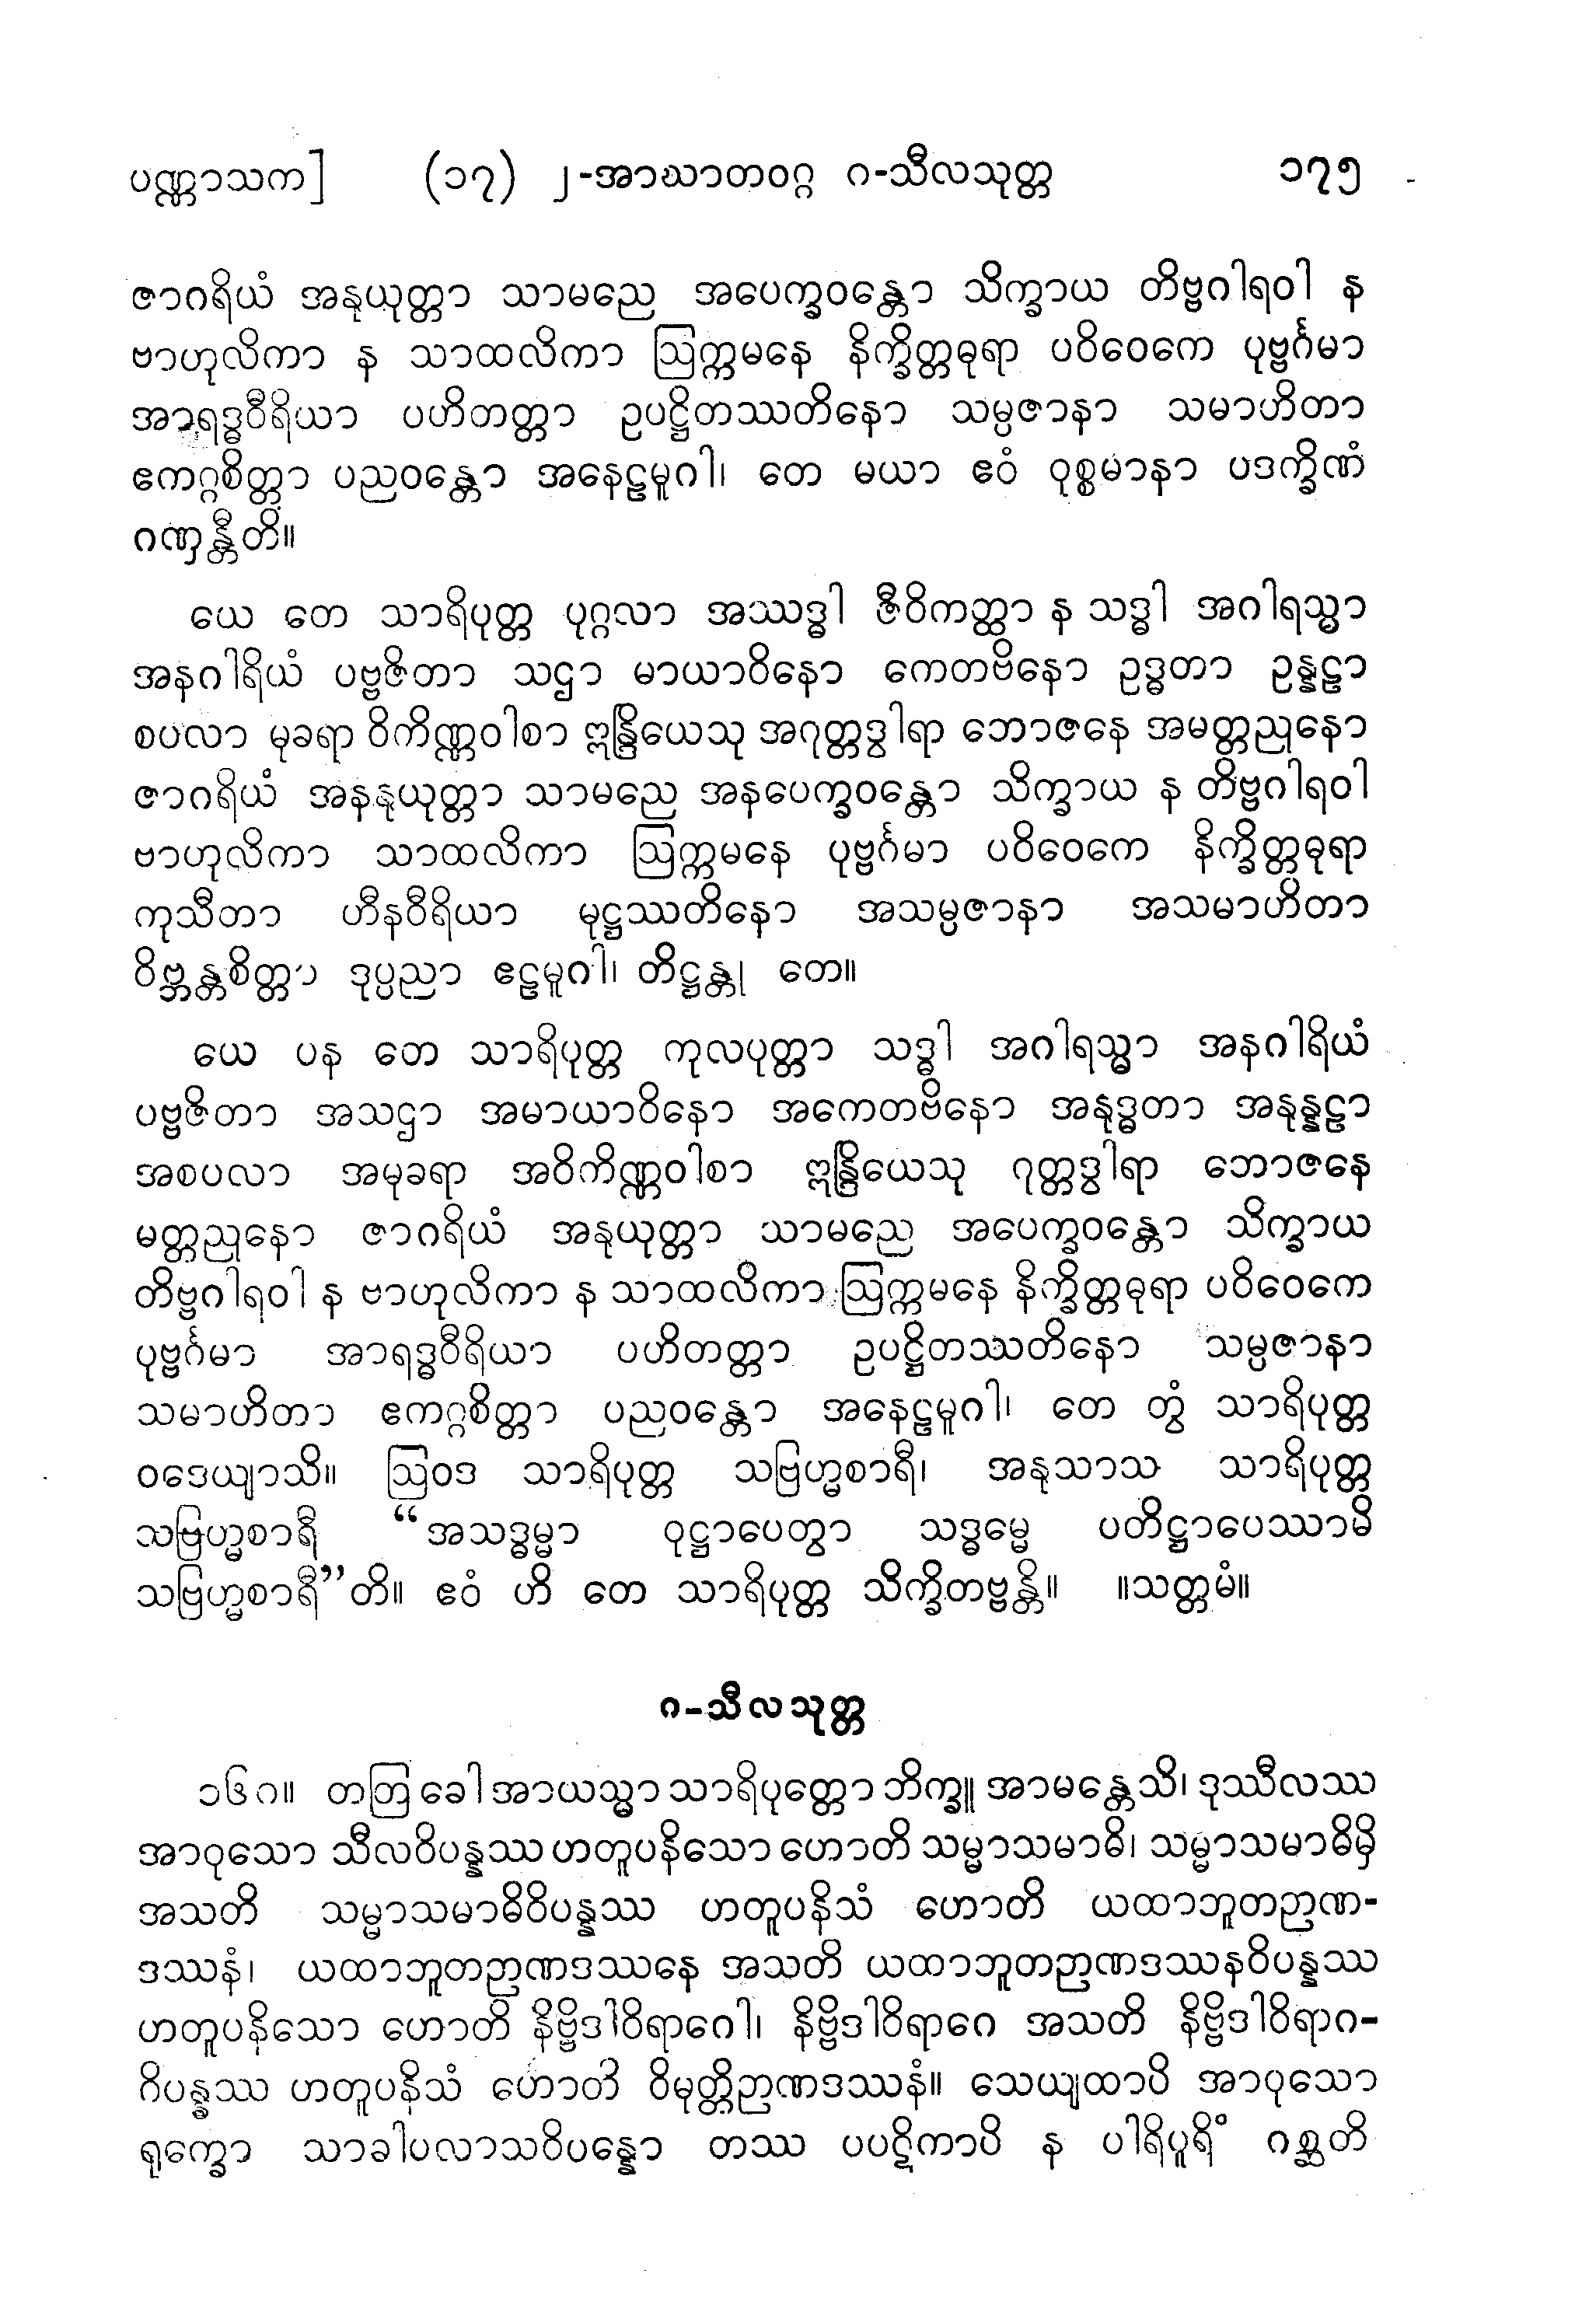 ပဏ္ဏာသက] (၁၇) ၂-အာဃာတဝဂ္ဂ ဂ-သီလသုတ္တ ၁၇၅
ဇာဂရိယံ အနုယုတ္တာ သာမညေ အပေက္ခဝန္တော သိက္ခာယ တိဗ္ဗဂါရဝါ န
ဗာဟုလိကာ န သာထလိကာ ဩက္ကမနေ နိက္ခိတ္တဓုရာ ပဝိဝေကေ ပုဗ္ဗင်္ဂမာ
အာရဒ္ဓဝီရိယာ ပဟိတတ္တာ ဥပဋ္ဌိတဿတိနော သမ္ပဇာနာ သမာဟိတာ
ဧကဂ္ဂစိတ္တာ ပညဝန္တော အနေဠမူဂါ၊ တေ မယာ ဧဝံ ဝုစ္စမာနာ ပဒက္ခိဏံ
ဂဏှန္တီတိ။
ယေ တေ သာရိပုတ္တ ပုဂ္ဂလာ အဿဒ္ဓါ ဇီဝိကတ္ထာ န သဒ္ဓါ အဂါရသ္မာ
အနဂါရိယံ ပဗ္ဗဇိတာ သဌာ မာယာဝိနော ကေတဗိနော ဥဒ္ဓတာ ဥန္နဠာ
စပလာ မုခရာ ဝိကိဏ္ဏဝါစာ ဣန္ဒြိယေသု အဂုတ္တဒွါရာ ဘောဇနေ အမတ္တညုနော
ဇာဂရိယံ အနနုယုတ္တာ သာမညေ အနပေက္ခဝန္တော သိက္ခာယ န တိဗ္ဗဂါရဝါ
ဗာဟုလိကာ သာထလိကာ ဩက္ကမနေ ပုဗ္ဗင်္ဂမာ ပဝိဝေကေ နိက္ခိတ္တဓုရာ
ကုသီတာ ဟီနဝီရိယာ မုဋ္ဌဿတိနော အသမ္ပဇာနာ အသမာဟိတာ
ဝိဗ္ဘန္တစိတ္တာ ဒုပ္ပညာ ဧဠမူဂါ၊ တိဋ္ဌန္တု တေ။
ယေ ပန တေ သာရိပုတ္တ ကုလပုတ္တာ သဒ္ဓါ အဂါရသ္မာ အနဂါရိယံ
ပဗ္ဗဇိတာ အသဌာ အမာယာဝိနော အကေတဗိနော အနုဒ္ဓတာ အနုန္နဠာ
အစပလာ အမုခရာ အဝိကိဏ္ဏဝါစာ ဣန္ဒြိယေသု ဂုတ္တဒွါရာ ဘောဇနေ
မတ္တညုနော ဇာဂရိယံ အနုယုတ္တာ သာမညေ အပေက္ခဝန္တော သိက္ခာယ
တိဗ္ဗဂါရဝါ န ဗာဟုလိကာ န သာထလိကာ ဩက္ကမနေ နိက္ခိတ္တဓုရာ ပဝိဝေကေ
ပုဗ္ဗင်္ဂမာ အာရဒ္ဓဝီရိယာ ပဟိတတ္တာ ဥပဋ္ဌိတဿတိနော သမ္ပဇာနာ
သမာဟိတာ ဧကဂ္ဂစိတ္တာ ပညဝန္တော အနေဠမူဂါ၊ တေ တွံ သာရိပုတ္တ
ဝဒေယျာသိ။ ဩဝဒ သာရိပုတ္တ သဗြဟ္မစာရီ၊ အနုသာသ သာရိပုတ္တ
သဗြဟ္မစာရီ “အသဒ္ဓမ္မာ ဝုဋ္ဌာပေတွာ သဒ္ဓမ္မေ ပတိဋ္ဌာပေဿာမိ
သဗြဟ္မစာရီ”တိ။ ဧဝံ ဟိ တေ သာရိပုတ္တ သိက္ခိတဗ္ဗန္တိ။ ။သတ္တမံ။
ဂ-သီလသုတ္တ
၁၆ဂ။ တတြ ခေါ အာယသ္မာ သာရိပုတ္တော ဘိက္ခူ အာမန္တေသိ၊ ဒုဿီလဿ
အာဝုသော သီလဝိပန္နဿ ဟတူပနိသော ဟောတိ သမ္မာသမာဓိ၊ သမ္မာသမာဓိမှိ
အသတိ သမ္မာသမာဓိဝိပန္နဿ ဟတူပနိသံ ဟောတိ ယထာဘူတဉာဏ-
ဒဿနံ၊ ယထာဘူတဉာဏဒဿနေ အသတိ ယထာဘူတဉာဏဒဿနဝိပန္နဿ
ဟတူပနိသော ဟောတိ နိဗ္ဗိဒါဝိရာဂေါ၊ နိဗ္ဗိဒါဝိရာဂေ အသတိ နိဗ္ဗိဒါဝိရာဂ-
ဂိပန္နဿ ဟတူပနိသံ ဟောတိ ဝိမုတ္တိဉာဏဒဿနံ။ သေယျထာပိ အာဝုသော
ရုက္ခော သာခါပလာသဝိပန္နော တဿ ပပဋိကာပိ န ပါရိပူရိံ ဂစ္ဆတိ